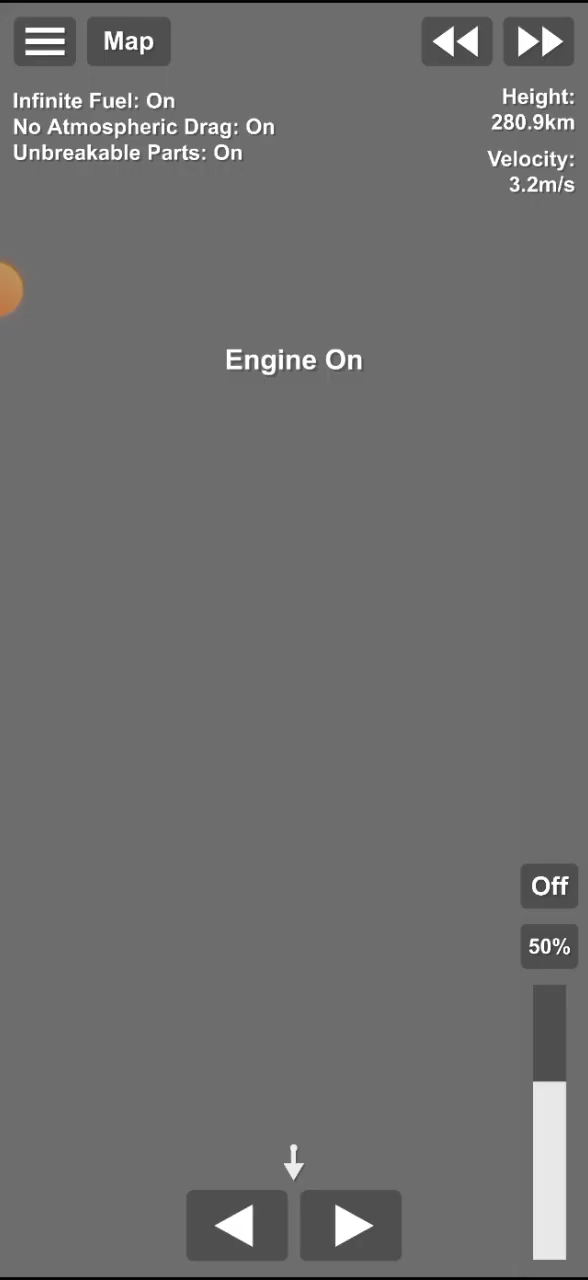 Map
Infinite Fuel: On
No Atmospheric Drag: On
Unbreakable Parts: On
Height:
280.9km
Velocity:
3.2m/s
Engine On
Off
50%